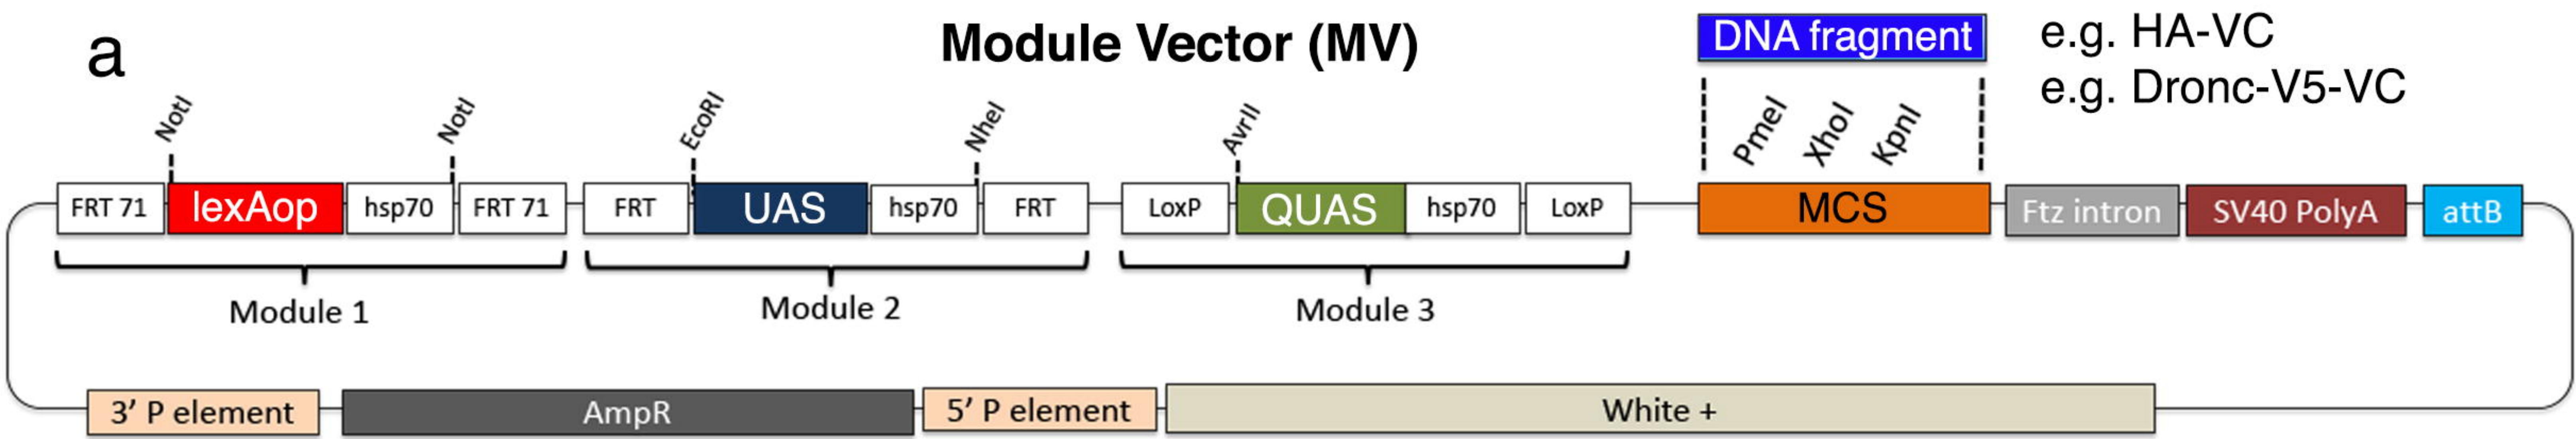 a
Module Vector (MV)
DNA fragment
e.g. HA-VC
e.g. Dronc-V5-VC
NotI
NotI
EcoRI
NheI
AvrII
PmeI
XhoI
KpnI
FRT 71
lexAop
hsp70
FRT 71
FRT
UAS
hsp70
FRT
LoxP
QUAS
hsp70
LoxP
MCS
Ftz intron
SV40 PolyA
attB
Module 1
Module 2
Module 3
3’ P element
AmpR
5’ P element
White +